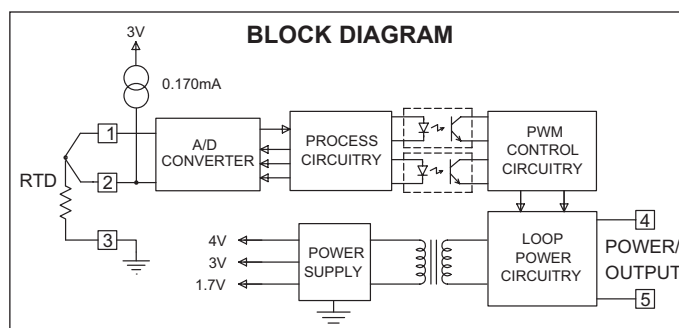 BLOCK DIAGRAM
3V
0.170mA
1
2
3
RTD
A/D
CONVERTER
PROCESS
CIRCUITRY
PWM
CONTROL
CIRCUITRY
4V
3V
1.7V
POWER
SUPPLY
LOOP
POWER
CIRCUITRY
4
POWER/
OUTPUT
5